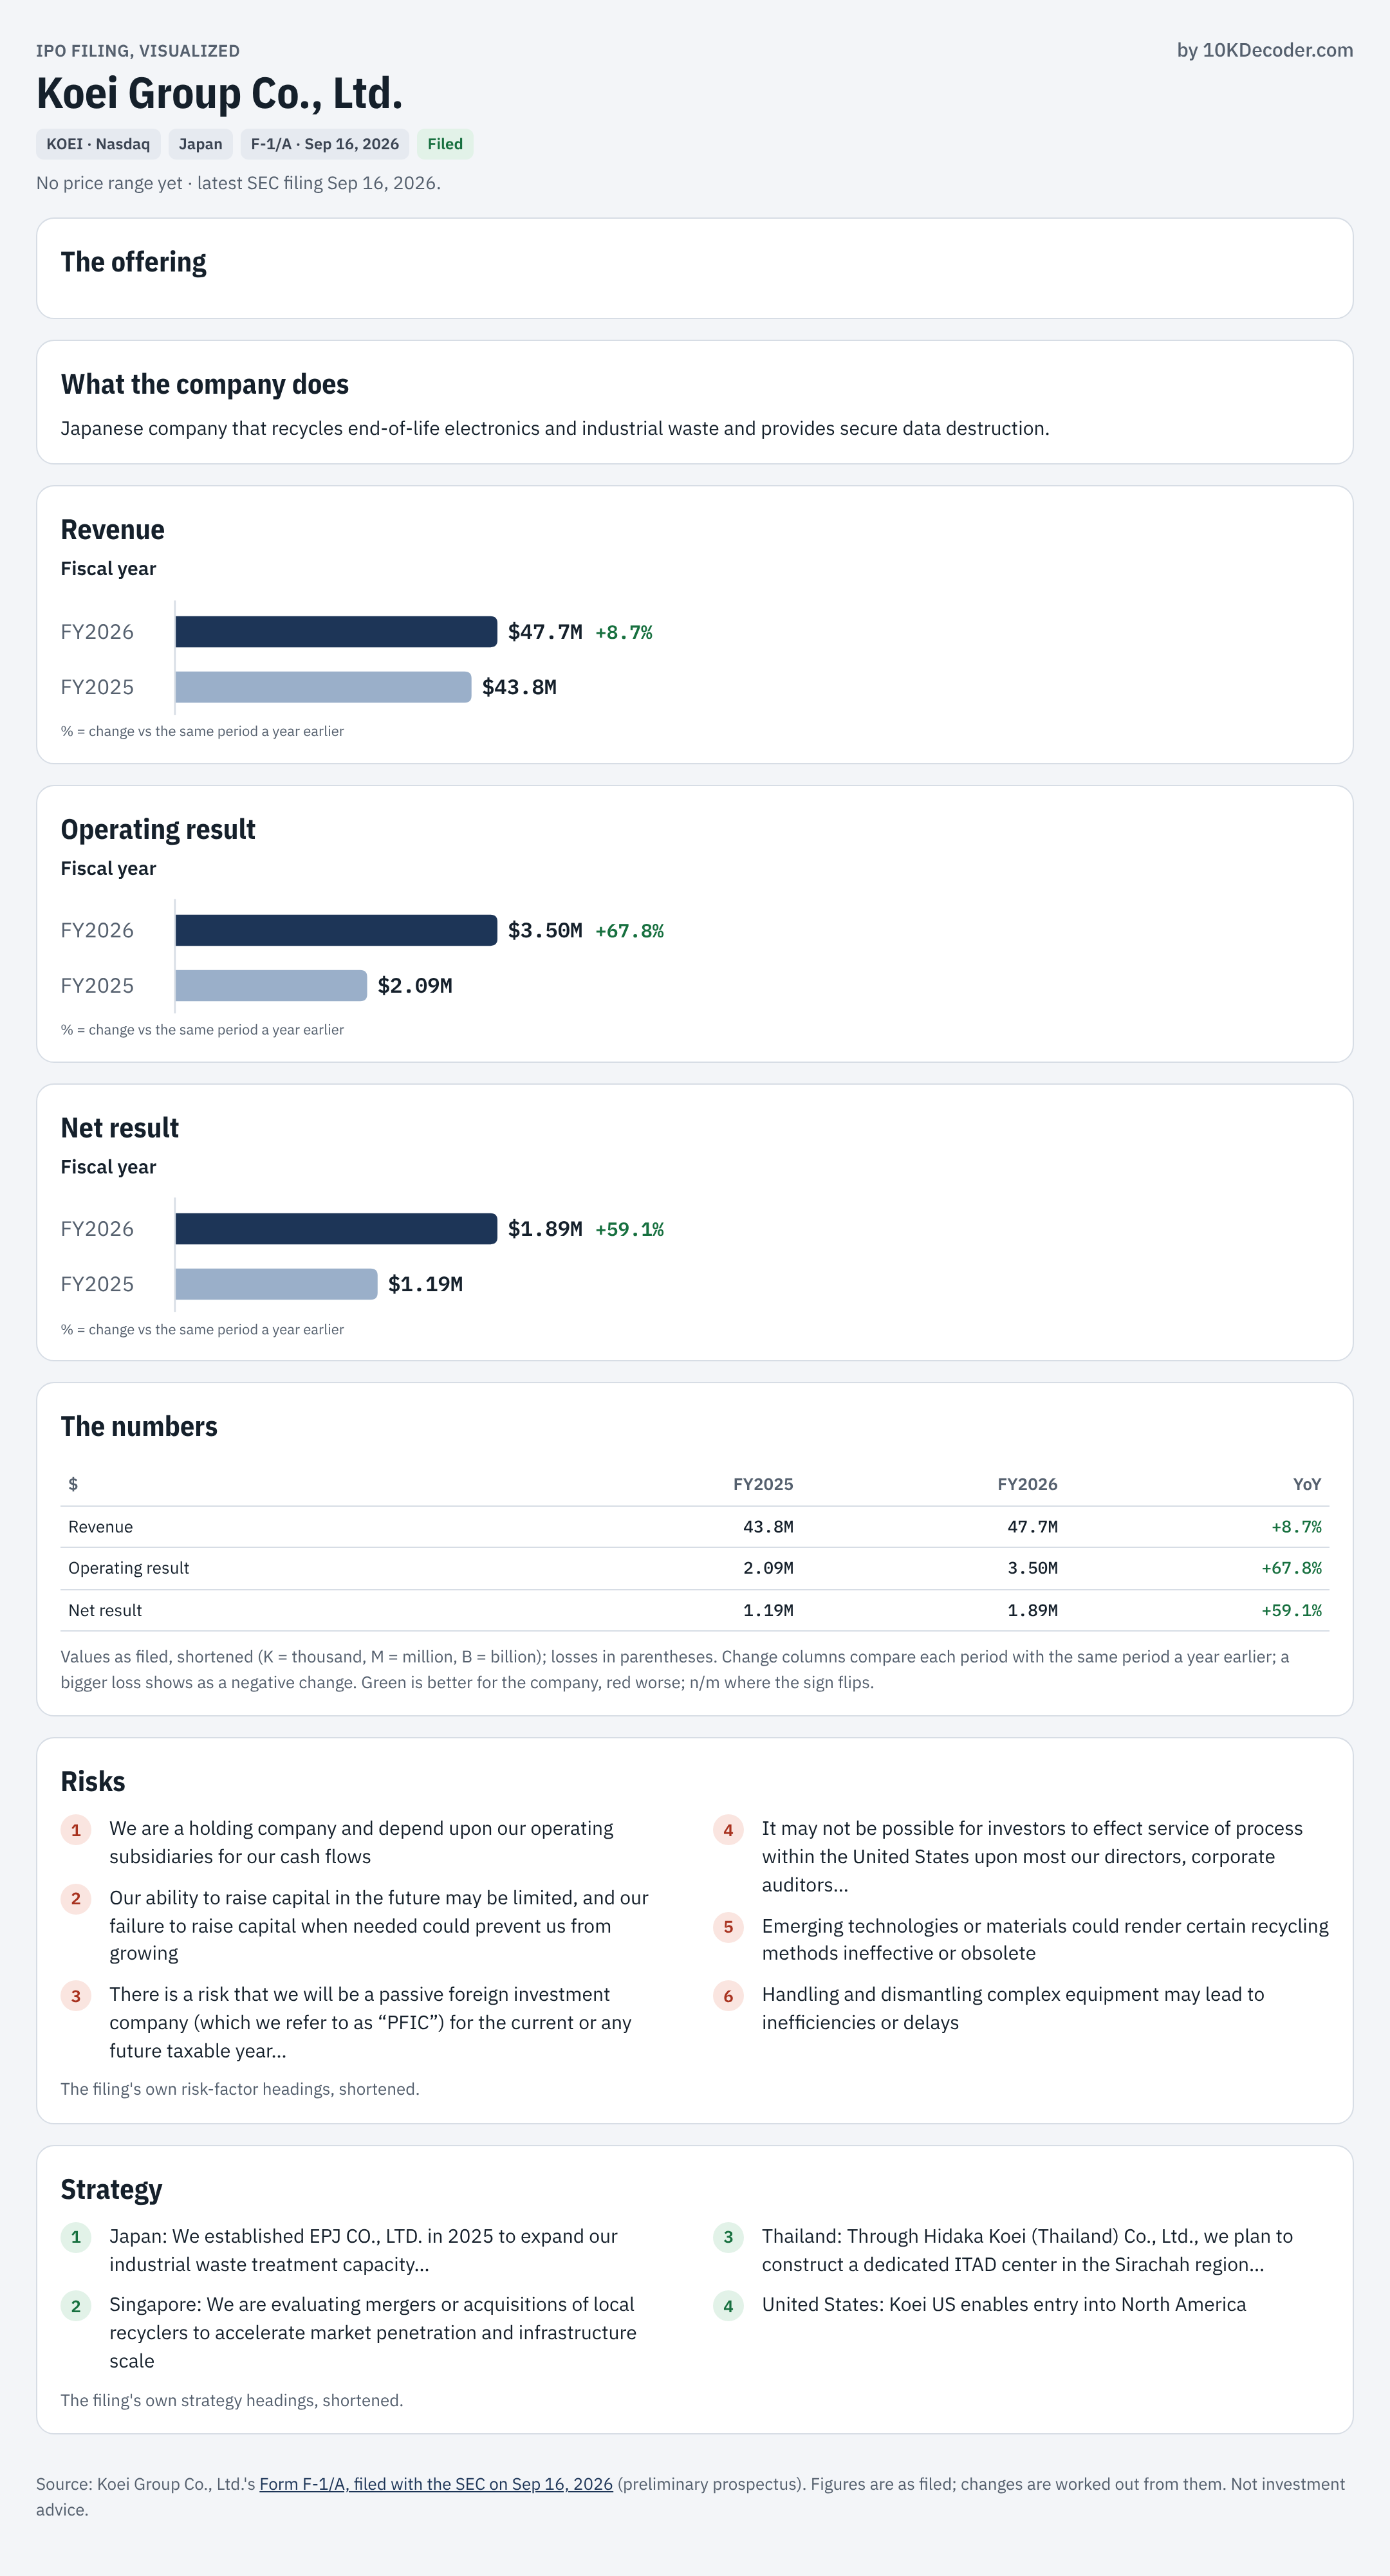 IPO FILING, VISUALIZED
by 10KDecoder.com
Koei Group Co., Ltd.
KOEI · Nasdaq
Japan
F-1/A · Sep 16, 2026
Filed
No price range yet · latest SEC filing Sep 16, 2026.
The offering
What the company does
Japanese company that recycles end-of-life electronics and industrial waste and provides secure data destruction.
Revenue
Fiscal year
FY2026 $47.7M +8.7%
FY2025 $43.8M
% = change vs the same period a year earlier
Operating result
Fiscal year
FY2026 $3.50M +67.8%
FY2025 $2.09M
% = change vs the same period a year earlier
Net result
Fiscal year
FY2026 $1.89M +59.1%
FY2025 $1.19M
% = change vs the same period a year earlier
The numbers
$ FY2025 FY2026 YoY
Revenue 43.8M 47.7M +8.7%
Operating result 2.09M 3.50M +67.8%
Net result 1.19M 1.89M +59.1%
Values as filed, shortened (K = thousand, M = million, B = billion); losses in parentheses. Change columns compare each period with the same period a year earlier; a
bigger loss shows as a negative change. Green is better for the company, red worse; n/m where the sign flips.
Risks
1 We are a holding company and depend upon our operating
subsidiaries for our cash flows
2 Our ability to raise capital in the future may be limited, and our
failure to raise capital when needed could prevent us from
growing
3 There is a risk that we will be a passive foreign investment
company (which we refer to as “PFIC”) for the current or any
future taxable year…
4 It may not be possible for investors to effect service of process
within the United States upon most our directors, corporate
auditors…
5 Emerging technologies or materials could render certain recycling
methods ineffective or obsolete
6 Handling and dismantling complex equipment may lead to
inefficiencies or delays
The filing's own risk-factor headings, shortened.
Strategy
1 Japan: We established EPJ CO., LTD. in 2025 to expand our
industrial waste treatment capacity…
2 Singapore: We are evaluating mergers or acquisitions of local
recyclers to accelerate market penetration and infrastructure
scale
3 Thailand: Through Hidaka Koei (Thailand) Co., Ltd., we plan to
construct a dedicated ITAD center in the Sirachah region…
4 United States: Koei US enables entry into North America
The filing's own strategy headings, shortened.
Source: Koei Group Co., Ltd.'s Form F-1/A, filed with the SEC on Sep 16, 2026 (preliminary prospectus). Figures are as filed; changes are worked out from them. Not investment
advice.